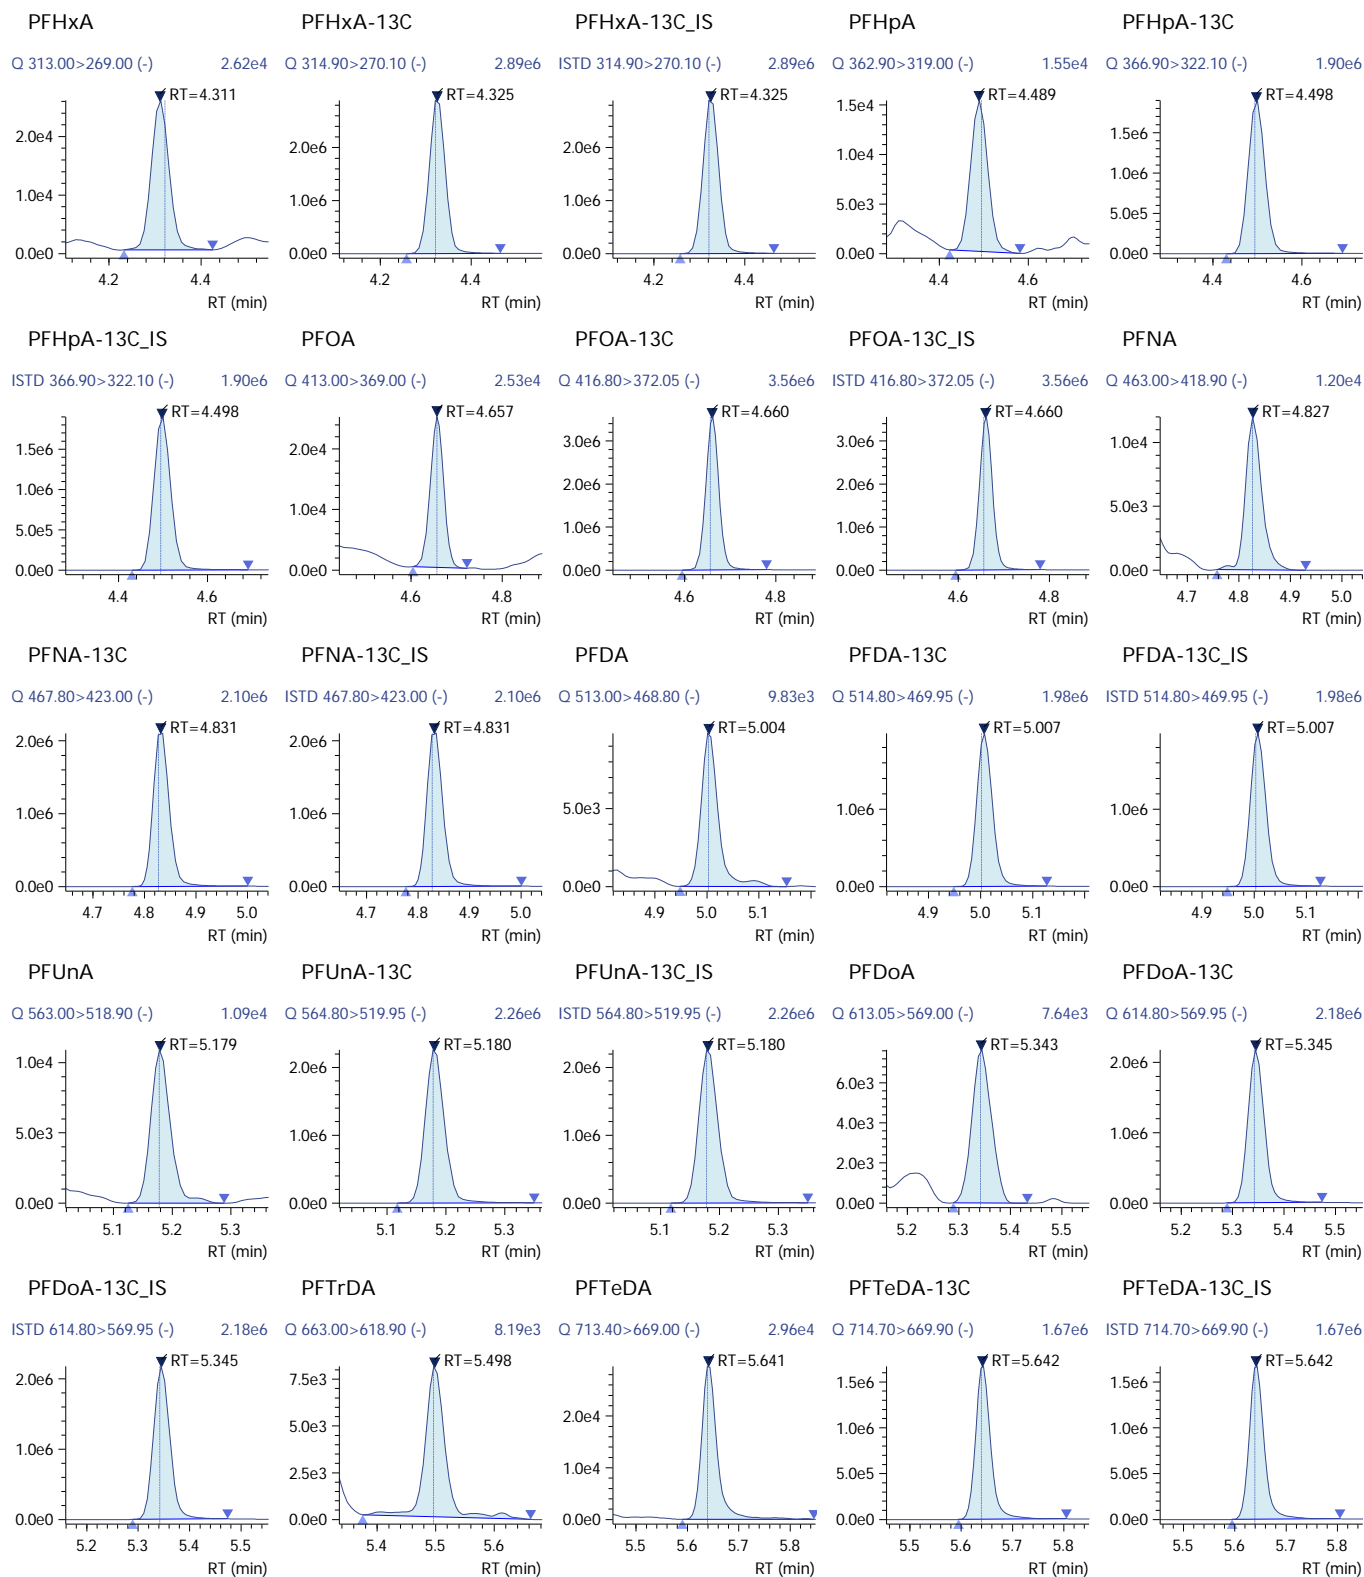 PFHxA
Q 313.00>269.00 (-) 2.62e4
RT=4.311
2.0e4
1.0e4
0.0e0
4.2 4.4
RT (min)
PFHxA-13C
Q 314.90>270.10 (-) 2.89e6
RT=4.325
2.0e6
1.0e6
0.0e0
4.2 4.4
RT (min)
PFHxA-13C_IS
ISTD 314.90>270.10 (-) 2.89e6
RT=4.325
2.0e6
1.0e6
0.0e0
4.2 4.4
RT (min)
PFHpA
Q 362.90>319.00 (-) 1.55e4
RT=4.489
1.5e4
1.0e4
5.0e3
0.0e0
4.4 4.6
RT (min)
PFHpA-13C
Q 366.90>322.10 (-) 1.90e6
RT=4.498
1.5e6
1.0e6
5.0e5
0.0e0
4.4 4.6
RT (min)
PFHpA-13C_IS
ISTD 366.90>322.10 (-) 1.90e6
RT=4.498
1.5e6
1.0e6
5.0e5
0.0e0
4.4 4.6
RT (min)
PFOA
Q 413.00>369.00 (-) 2.53e4
RT=4.657
2.0e4
1.0e4
0.0e0
4.6 4.8
RT (min)
PFOA-13C
Q 416.80>372.05 (-) 3.56e6
RT=4.660
3.0e6
2.0e6
1.0e6
0.0e0
4.6 4.8
RT (min)
PFOA-13C_IS
ISTD 416.80>372.05 (-) 3.56e6
RT=4.660
3.0e6
2.0e6
1.0e6
0.0e0
4.6 4.8
RT (min)
PFNA
Q 463.00>418.90 (-) 1.20e4
RT=4.827
1.0e4
5.0e3
0.0e0
4.7 4.8 4.9 5.0
RT (min)
PFNA-13C
Q 467.80>423.00 (-) 2.10e6
RT=4.831
2.0e6
1.0e6
0.0e0
4.7 4.8 4.9 5.0
RT (min)
PFNA-13C_IS
ISTD 467.80>423.00 (-) 2.10e6
RT=4.831
2.0e6
1.0e6
0.0e0
4.7 4.8 4.9 5.0
RT (min)
PFDA
Q 513.00>468.80 (-) 9.83e3
RT=5.004
5.0e3
0.0e0
4.9 5.0 5.1
RT (min)
PFDA-13C
Q 514.80>469.95 (-) 1.98e6
RT=5.007
1.0e6
0.0e0
4.9 5.0 5.1
RT (min)
PFDA-13C_IS
ISTD 514.80>469.95 (-) 1.98e6
RT=5.007
1.0e6
0.0e0
4.9 5.0 5.1
RT (min)
PFUnA
Q 563.00>518.90 (-) 1.09e4
RT=5.179
1.0e4
5.0e3
0.0e0
5.1 5.2 5.3
RT (min)
PFUnA-13C
Q 564.80>519.95 (-) 2.26e6
RT=5.180
2.0e6
1.0e6
0.0e0
5.1 5.2 5.3
RT (min)
PFUnA-13C_IS
ISTD 564.80>519.95 (-) 2.26e6
RT=5.180
2.0e6
1.0e6
0.0e0
5.1 5.2 5.3
RT (min)
PFDoA
Q 613.05>569.00 (-) 7.64e3
RT=5.343
6.0e3
4.0e3
2.0e3
0.0e0
5.2 5.3 5.4 5.5
RT (min)
PFDoA-13C
Q 614.80>569.95 (-) 2.18e6
RT=5.345
2.0e6
1.0e6
0.0e0
5.2 5.3 5.4 5.5
RT (min)
PFDoA-13C_IS
ISTD 614.80>569.95 (-) 2.18e6
RT=5.345
2.0e6
1.0e6
0.0e0
5.2 5.3 5.4 5.5
RT (min)
PFTrDA
Q 663.00>618.90 (-) 8.19e3
RT=5.498
7.5e3
5.0e3
2.5e3
0.0e0
5.4 5.5 5.6
RT (min)
PFTeDA
Q 713.40>669.00 (-) 2.96e4
RT=5.641
2.0e4
1.0e4
0.0e0
5.5 5.6 5.7 5.8
RT (min)
PFTeDA-13C
Q 714.70>669.90 (-) 1.67e6
RT=5.642
1.5e6
1.0e6
5.0e5
0.0e0
5.5 5.6 5.7 5.8
RT (min)
PFTeDA-13C_IS
ISTD 714.70>669.90 (-) 1.67e6
RT=5.642
1.5e6
1.0e6
5.0e5
0.0e0
5.5 5.6 5.7 5.8
RT (min)